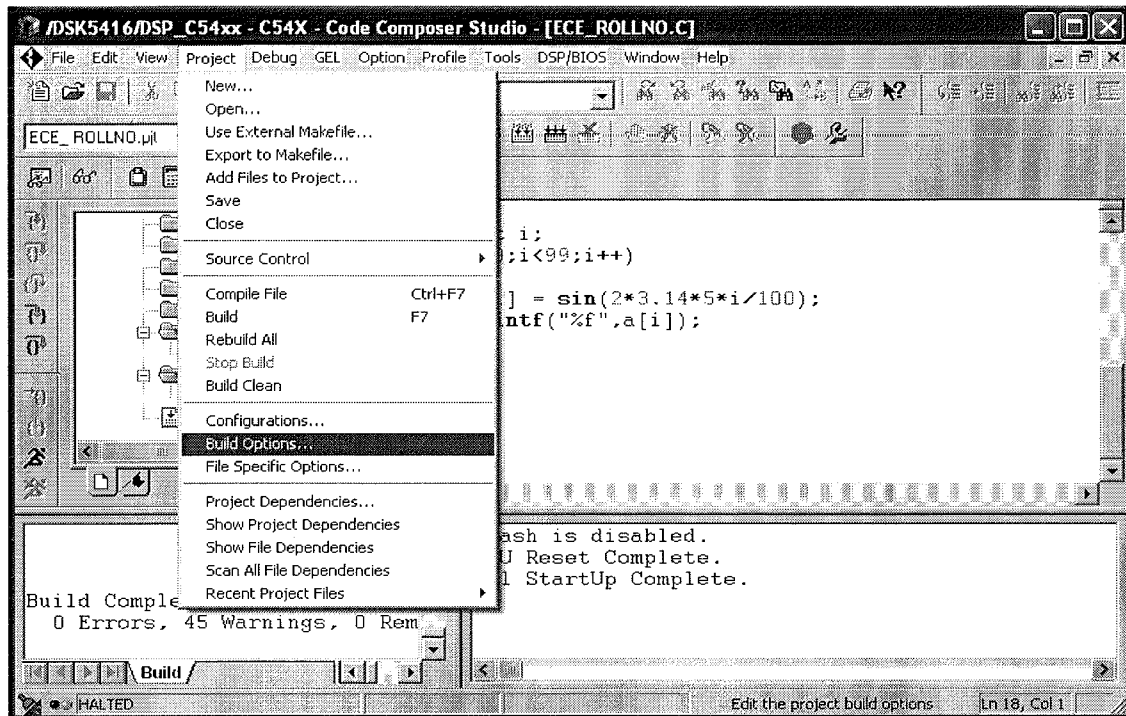 /DSK5416/DSP_C54xx - C54X - Code Composer Studio - [ECE_ROLLNO.C]
File Edit View Project Debug GEL Option Profile Tools DSP/BIOS Window Help
ECE_ROLLNO.pjt
New...
Open...
Use External Makefile...
Export to Makefile...
Add Files to Project...
Save
Close
Source Control
Compile File Ctrl+F7
Build F7
Rebuild All
Stop Build
Build Clean
Configurations...
Build Options...
File Specific Options...
Project Dependencies...
Show Project Dependencies
Show File Dependencies
Scan All File Dependencies
Recent Project Files
i;
;i<99;i++)
] = sin(2*3.14*5*i/100);
ntf("%f",a[i]);
Build Comple
0 Errors, 45 Warnings, 0 Rem
Build
ash is disabled.
U Reset Complete.
l StartUp Complete.
HALTED
Edit the project build options
Ln 18, Col 1